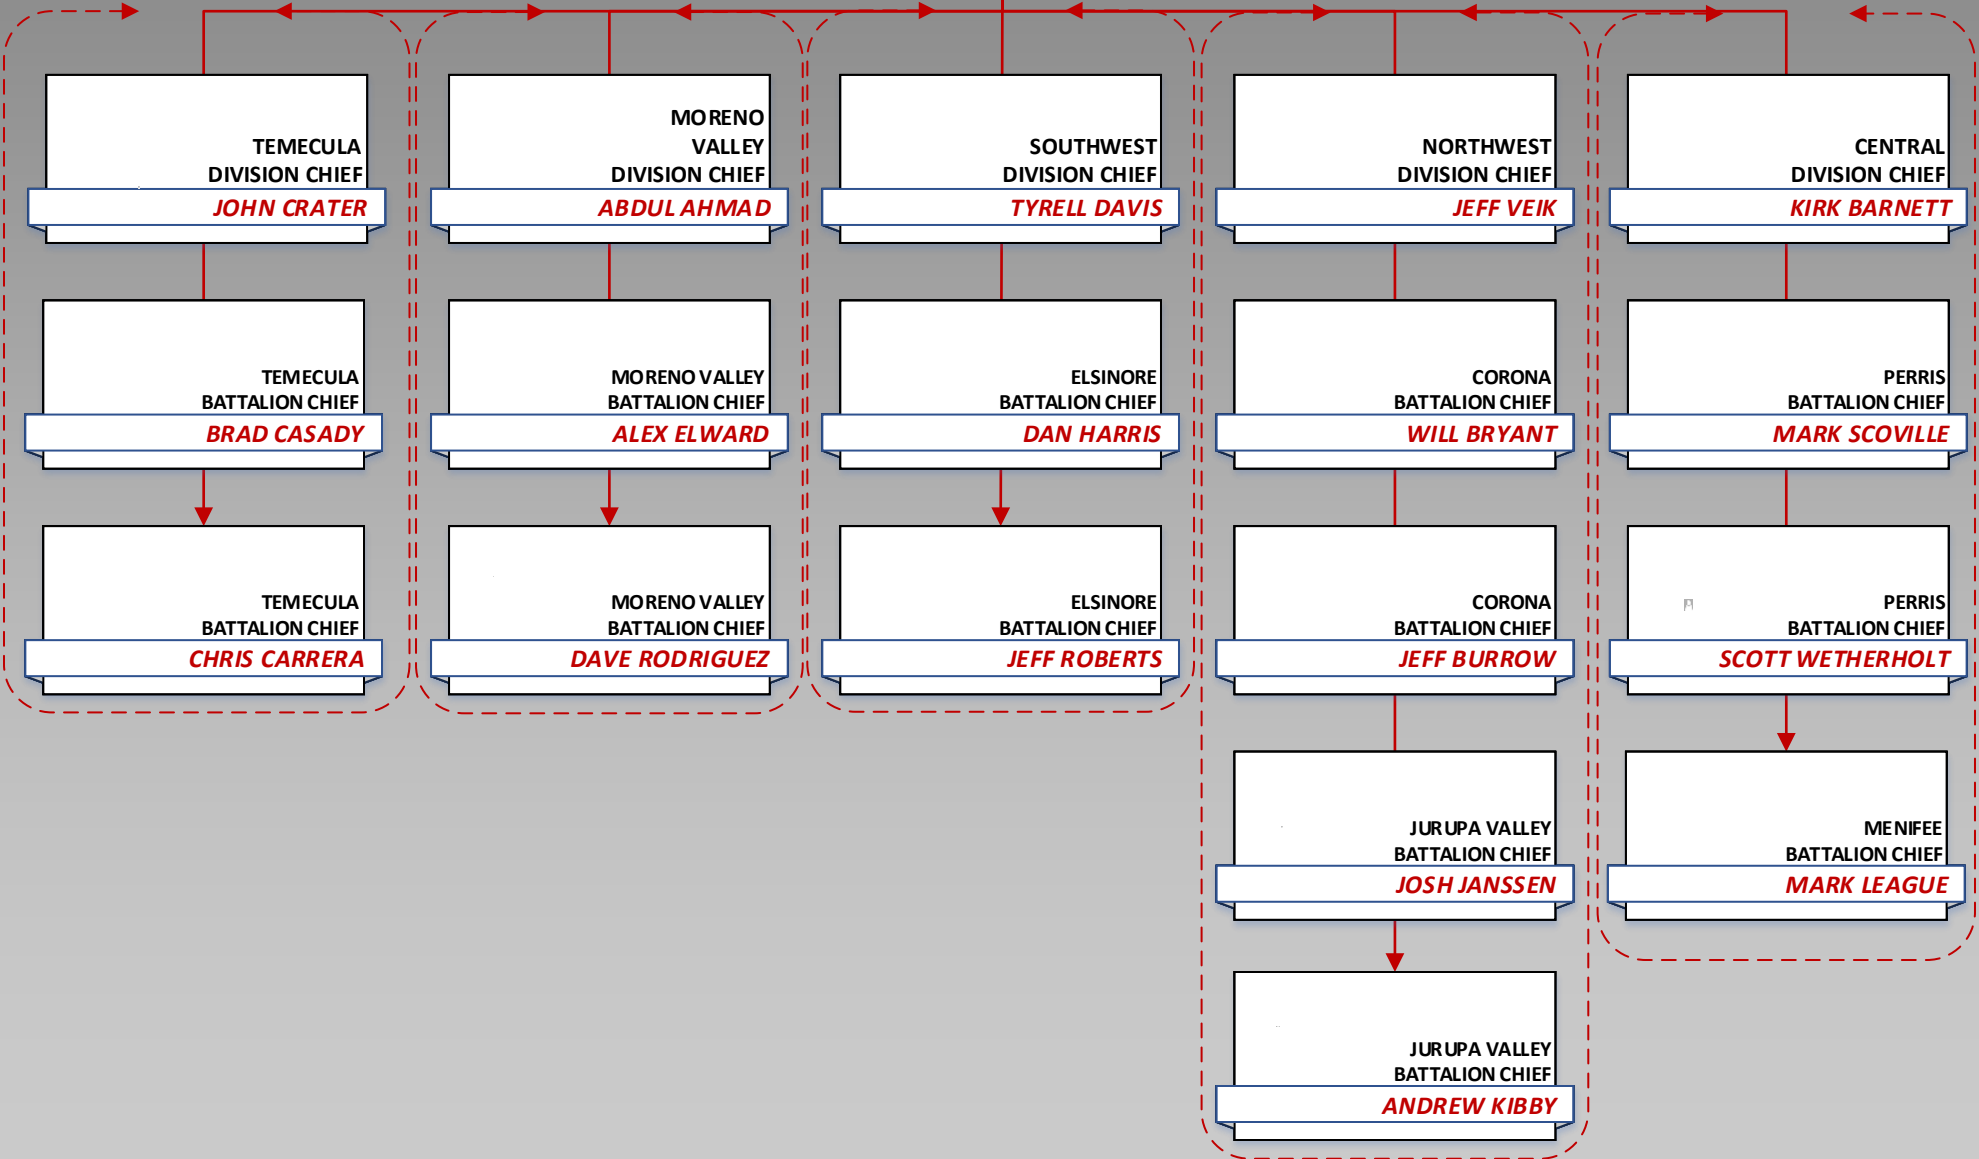 TEMECULA
DIVISION CHIEF
JOHN CRATER
TEMECULA
BATTALION CHIEF
BRAD CASADY
TEMECULA
BATTALION CHIEF
CHRIS CARRERA
MORENO
VALLEY
DIVISION CHIEF
ABDUL AHMAD
MORENO VALLEY
BATTALION CHIEF
ALEX ELWARD
MORENO VALLEY
BATTALION CHIEF
DAVE RODRIGUEZ
SOUTHWEST
DIVISION CHIEF
TYRELL DAVIS
ELSINORE
BATTALION CHIEF
DAN HARRIS
ELSINORE
BATTALION CHIEF
JEFF ROBERTS
NORTHWEST
DIVISION CHIEF
JEFF VEIK
CORONA
BATTALION CHIEF
WILL BRYANT
CORONA
BATTALION CHIEF
JEFF BURROW
JURUPA VALLEY
BATTALION CHIEF
JOSH JANSSEN
JURUPA VALLEY
BATTALION CHIEF
ANDREW KIBBY
CENTRAL
DIVISION CHIEF
KIRK BARNETT
PERRIS
BATTALION CHIEF
MARK SCOVILLE
PERRIS
BATTALION CHIEF
SCOTT WETHERHOLT
MENIFEE
BATTALION CHIEF
MARK LEAGUE